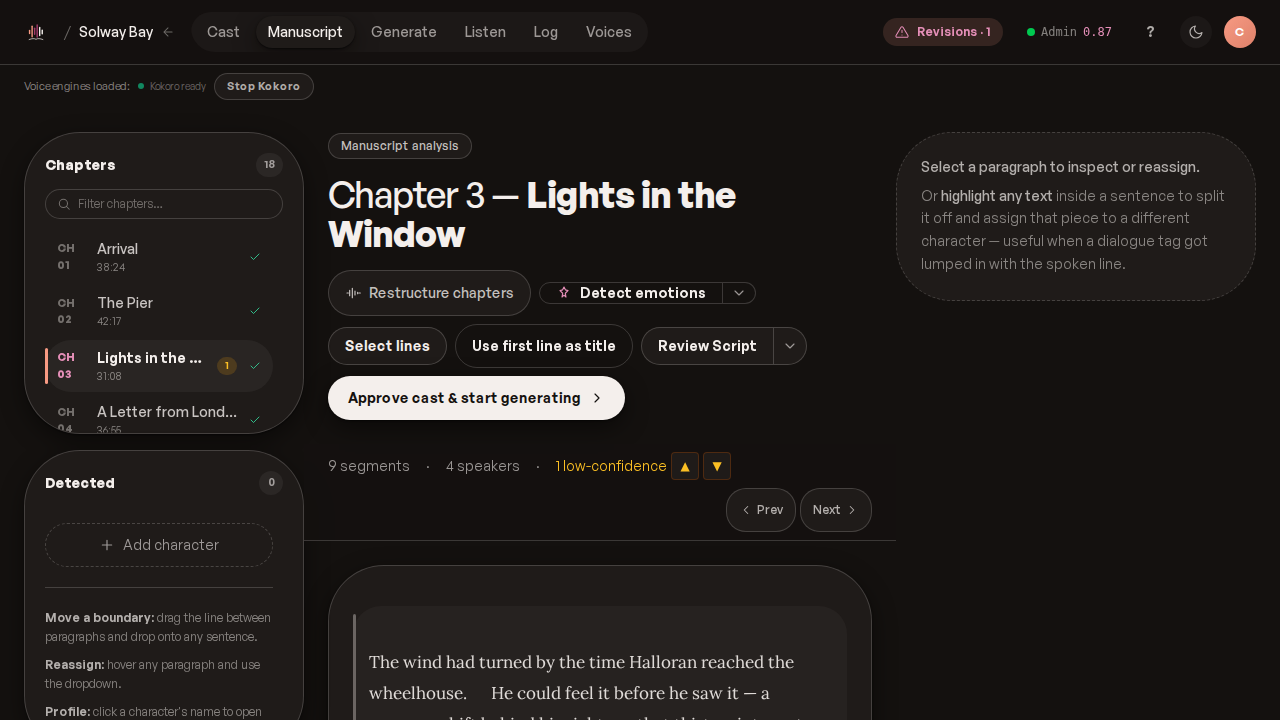 / Solway Bay
Cast
Manuscript
Generate
Listen
Log
Voices
Revisions · 1
Admin 0.87
?
C
Voice engines loaded:
Kokoro ready
Stop Kokoro
Chapters
18
Filter chapters...
CH 01
Arrival
38:24
CH 02
The Pier
42:17
CH 03
Lights in the ...
31:08
1
CH 04
A Letter from Lond...
36:55
Detected
0
Add character
Move a boundary: drag the line between
paragraphs and drop onto any sentence.
Reassign: hover any paragraph and use
the dropdown.
Profile: click a character's name to open
Manuscript analysis
Chapter 3 — Lights in the
Window
Restructure chapters
Detect emotions
Select lines
Use first line as title
Review Script
Approve cast & start generating
9 segments · 4 speakers · 1 low-confidence
Prev
Next
The wind had turned by the time Halloran reached the
wheelhouse. He could feel it before he saw it — a
Select a paragraph to inspect or reassign.
Or highlight any text inside a sentence to split
it off and assign that piece to a different
character — useful when a dialogue tag got
lumped in with the spoken line.